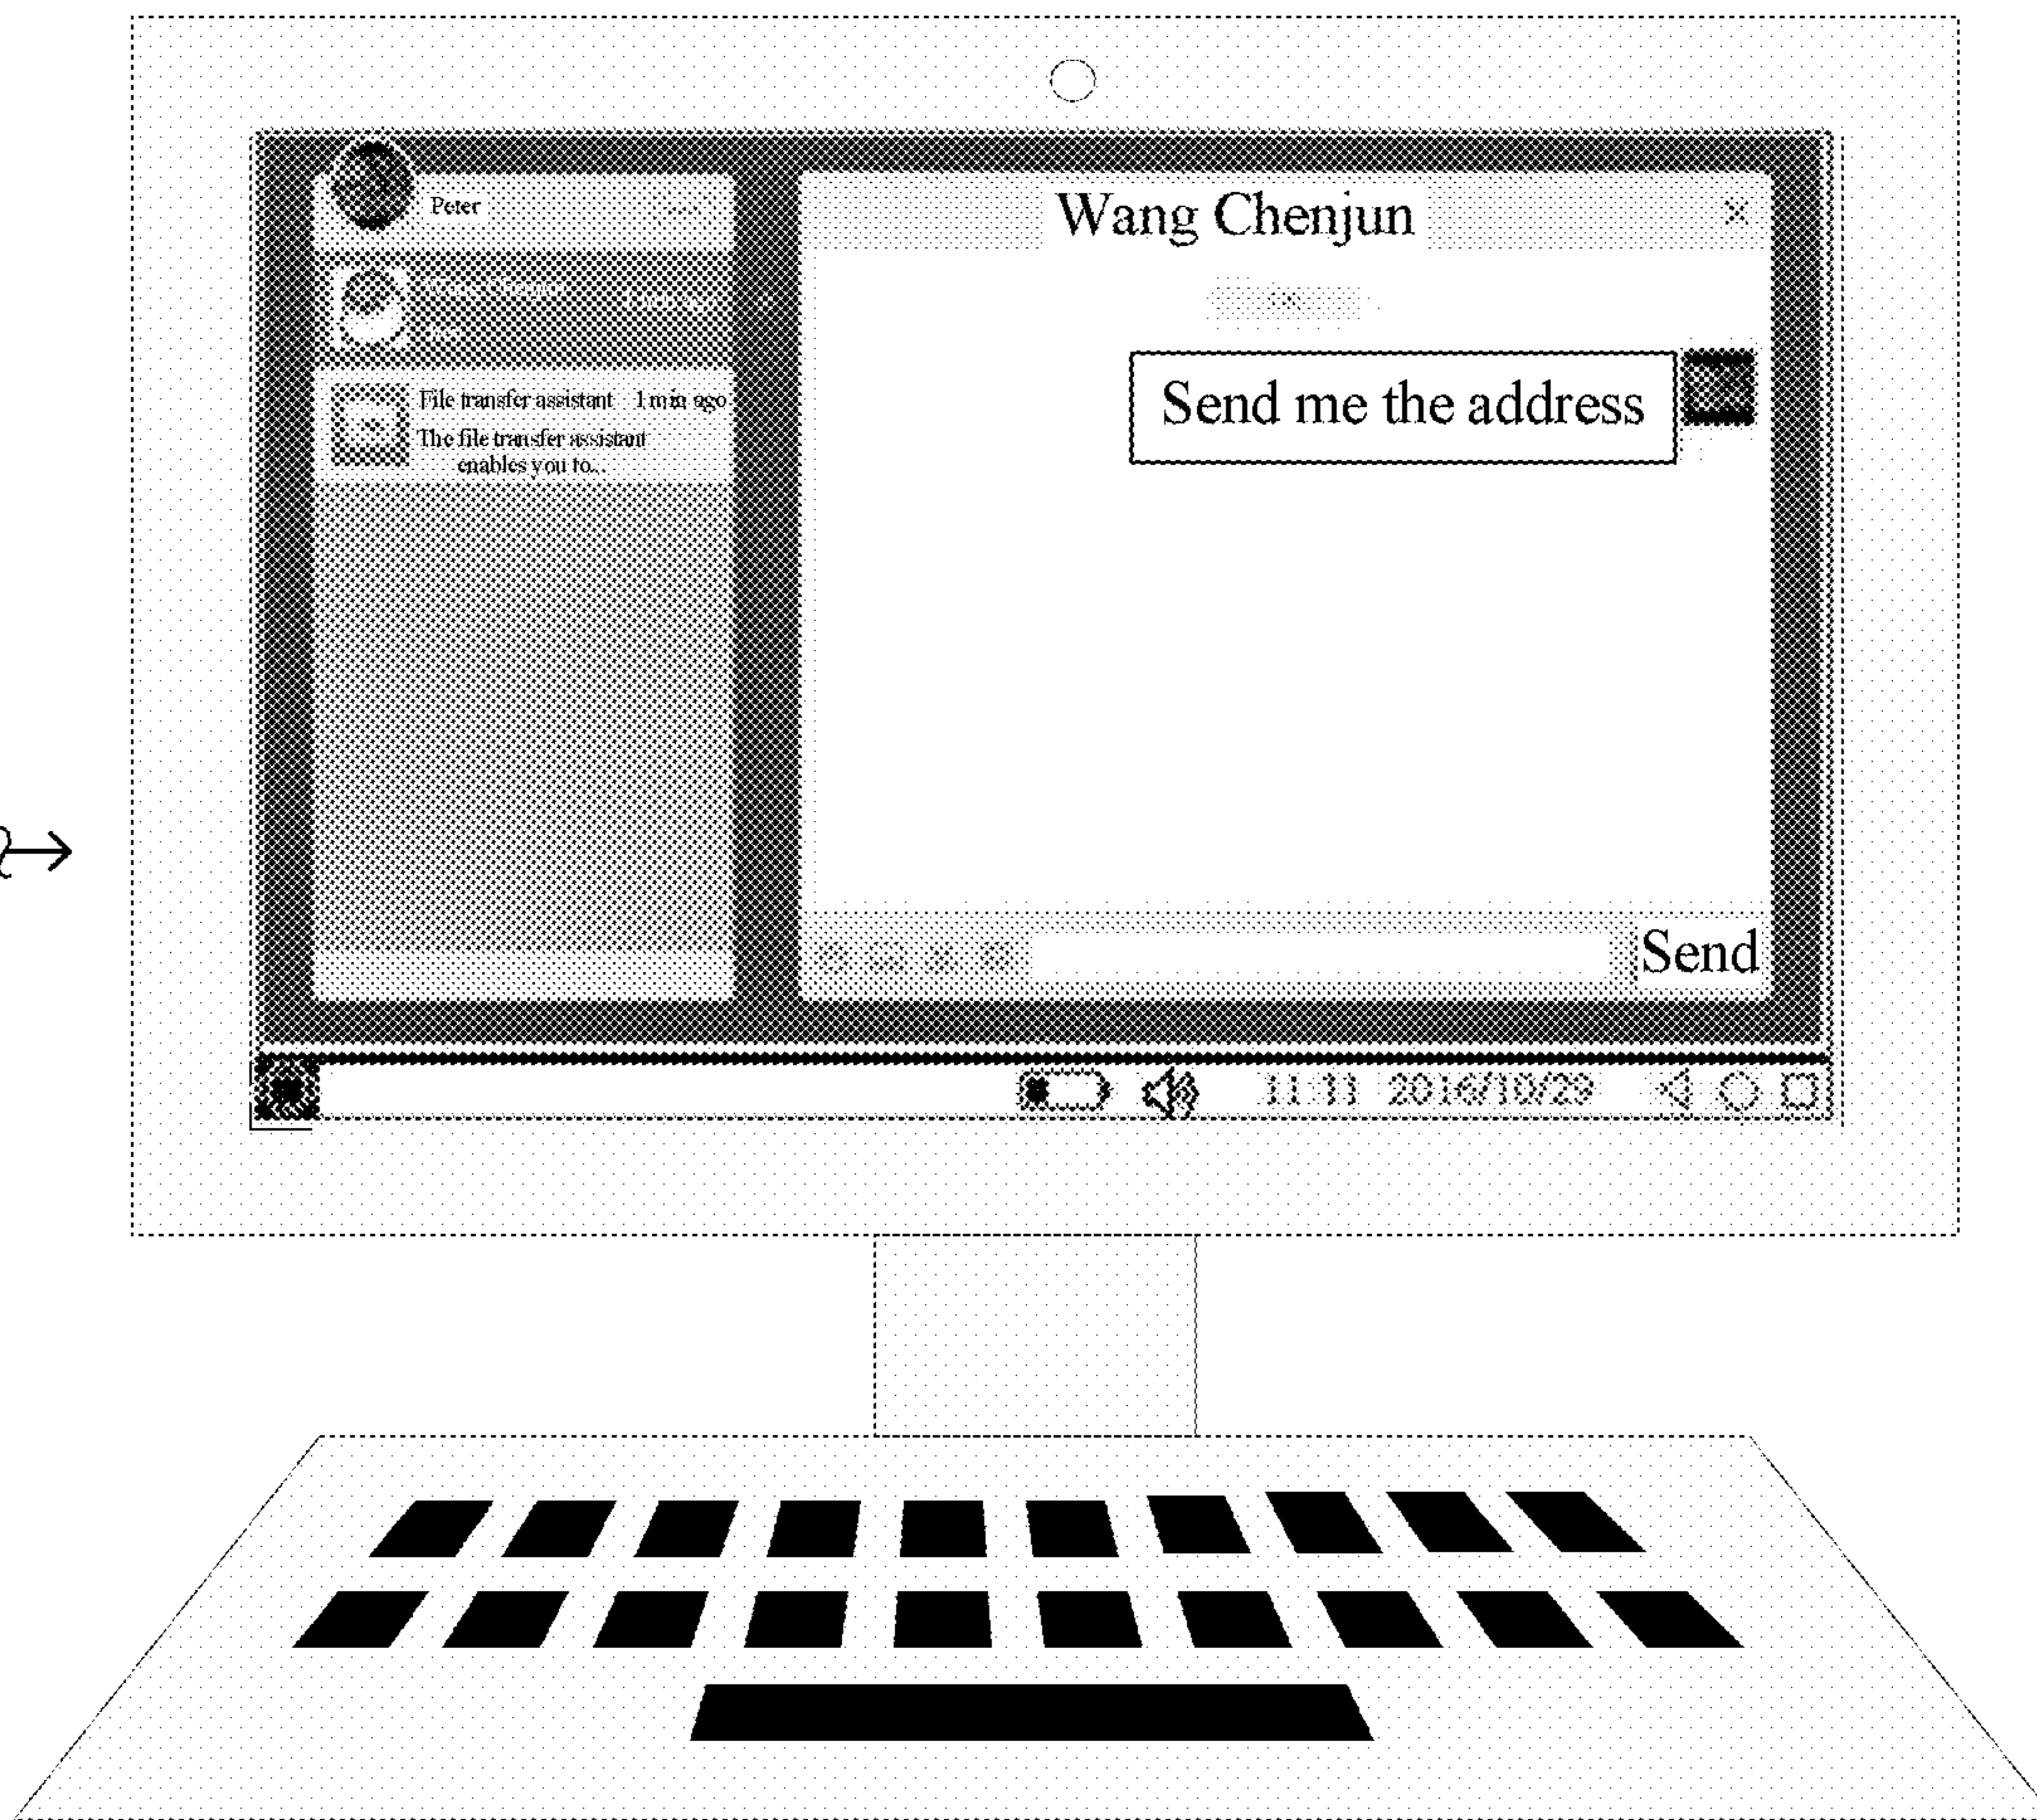 Peter
File transfer assistant 1 min ago
The file transfer assistant
enables you to...
Wang Chenjun
Send me the address
Send
11:11 2016/10/29